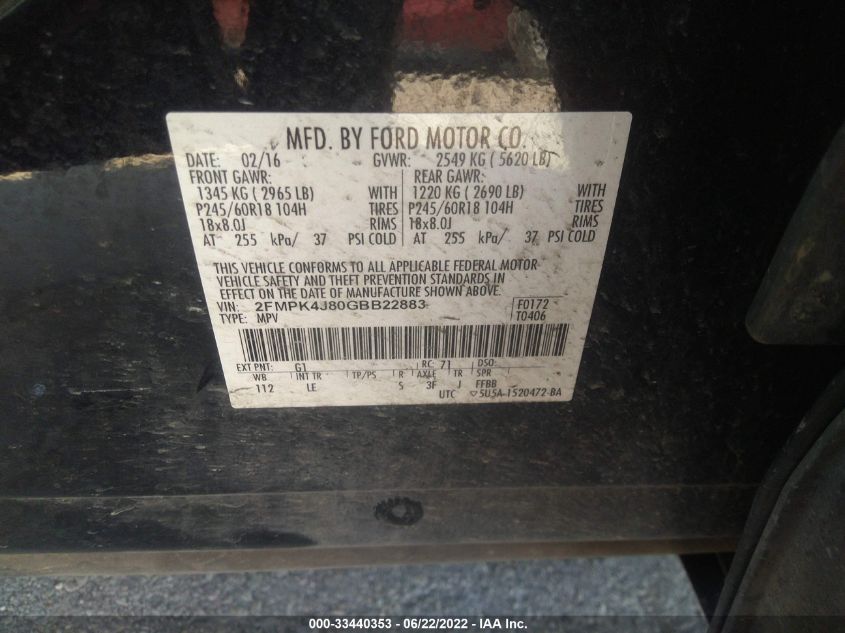 MFD. BY FORD MOTOR CO.
DATE: 02/16 GVWR: 2549 KG ( 5620 LB)
FRONT GAWR: REAR GAWR:
1345 KG ( 2965 LB) WITH 1220 KG ( 2690 LB) WITH
P245/60R18 104H TIRES P245/60R18 104H TIRES
18x8.0J RIMS 18x8.0J RIMS
AT 255 kPa/ 37 PSI COLD AT 255 kPa/ 37 PSI COLD
THIS VEHICLE CONFORMS TO ALL APPLICABLE FEDERAL MOTOR
VEHICLE SAFETY AND THEFT PREVENTION STANDARDS IN
EFFECT ON THE DATE OF MANUFACTURE SHOWN ABOVE.
VIN: 2FMPK4J80GBB22883 F0172
TYPE: MPV T0406
EXT PNT: G1 RC: 71 DSO:
WB INT TR TP/PS R AXLE TR SPR
112 LE S 3F J FFBB
UTC ▽5U5A-1520472-BA
000-33440353 - 06/22/2022 - IAA Inc.